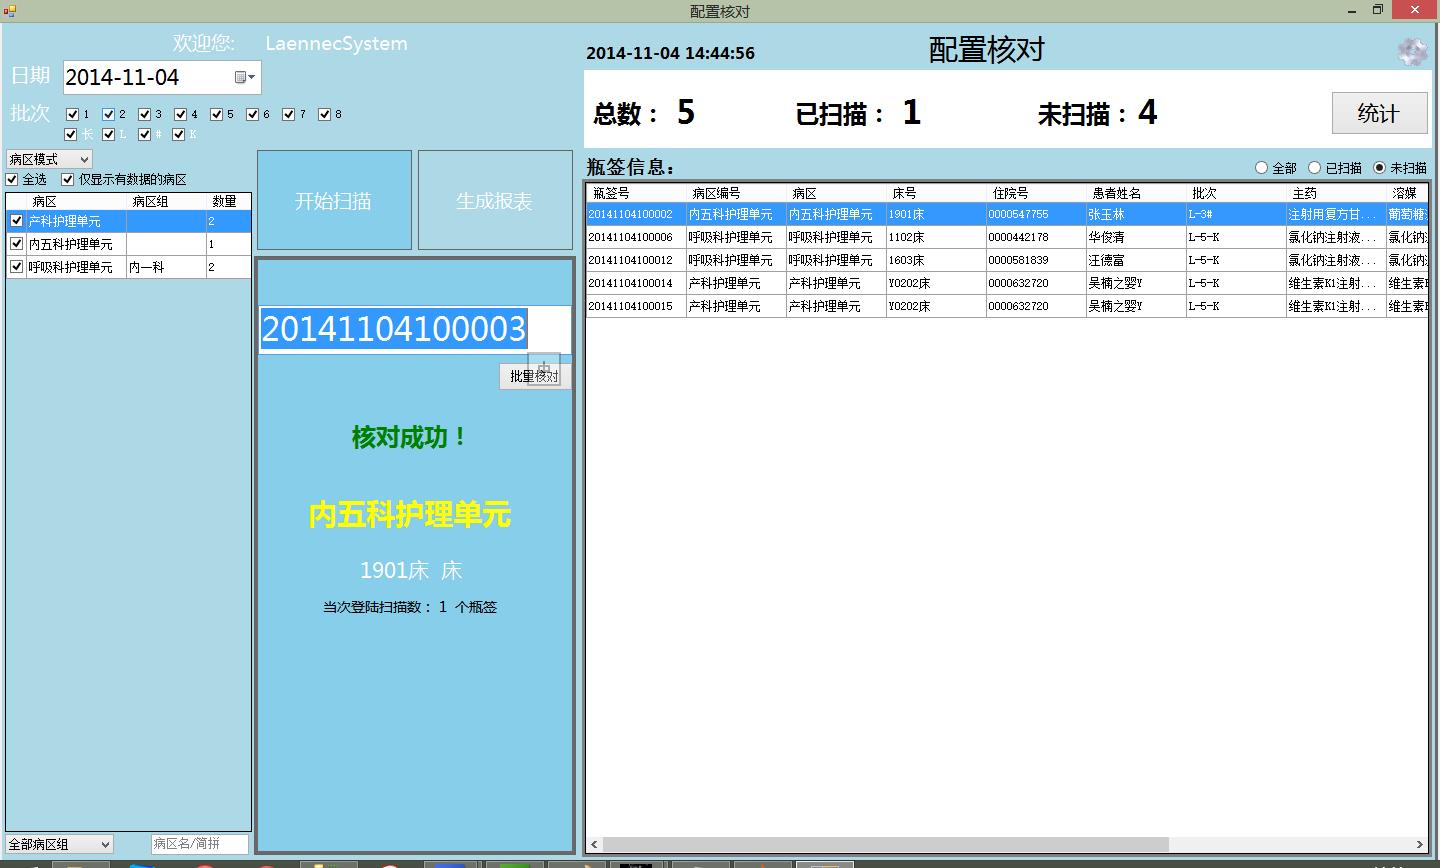 配置核对
欢迎您: LaennecSystem
日期 2014-11-04
批次 1 2 3 4 5 6 7 8
长 L # K
病区模式
全选 仅显示有数据的病区
病区 病区组 数量
产科护理单元 2
内五科护理单元 1
呼吸科护理单元 内一科 2
全部病区组 病区名/简拼
开始扫描 生成报表
20141104100003
批量核对
核对成功！
内五科护理单元
1901床 床
当次登陆扫描数： 1 个瓶签
2014-11-04 14:44:56 配置核对
总数： 5 已扫描： 1 未扫描： 4 统计
瓶签信息： 全部 已扫描 未扫描
瓶签号 病区编号 病区 床号 住院号 患者姓名 批次 主药 溶媒
20141104100002 内五科护理单元 内五科护理单元 1901床 0000547755 张玉林 L-3# 注射用复方甘... 葡萄糖
20141104100006 呼吸科护理单元 呼吸科护理单元 1102床 0000442178 华俊清 L-5-K 氯化钠注射液... 氯化钠
20141104100012 呼吸科护理单元 呼吸科护理单元 1603床 0000581839 汪德富 L-5-K 氯化钠注射液... 氯化钠
20141104100014 产科护理单元 产科护理单元 Y0202床 0000632720 吴楠之婴Y L-5-K 维生素K1注射... 维生素
20141104100015 产科护理单元 产科护理单元 Y0202床 0000632720 吴楠之婴Y L-5-K 维生素K1注射... 维生素